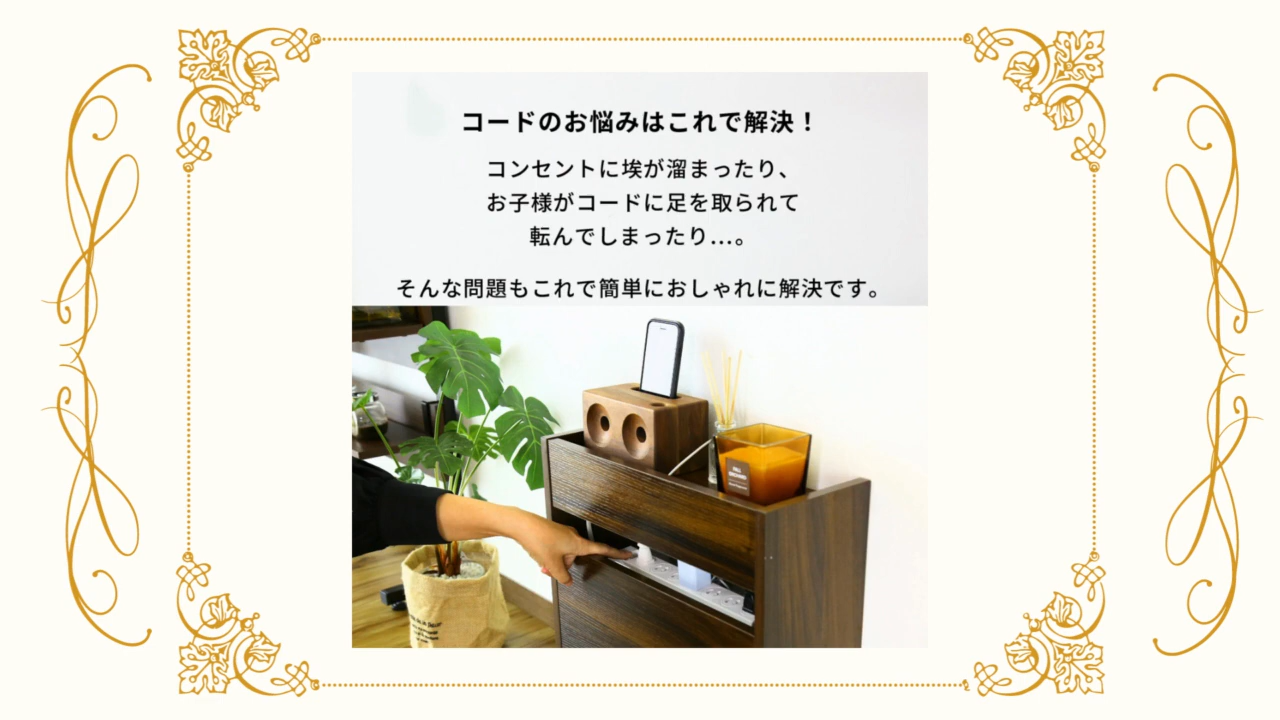 コードのお悩みはこれで解決！
コンセントに埃が溜まったり、
お子様がコードに足を取られて
転んでしまったり…。
そんな問題もこれで簡単におしゃれに解決です。